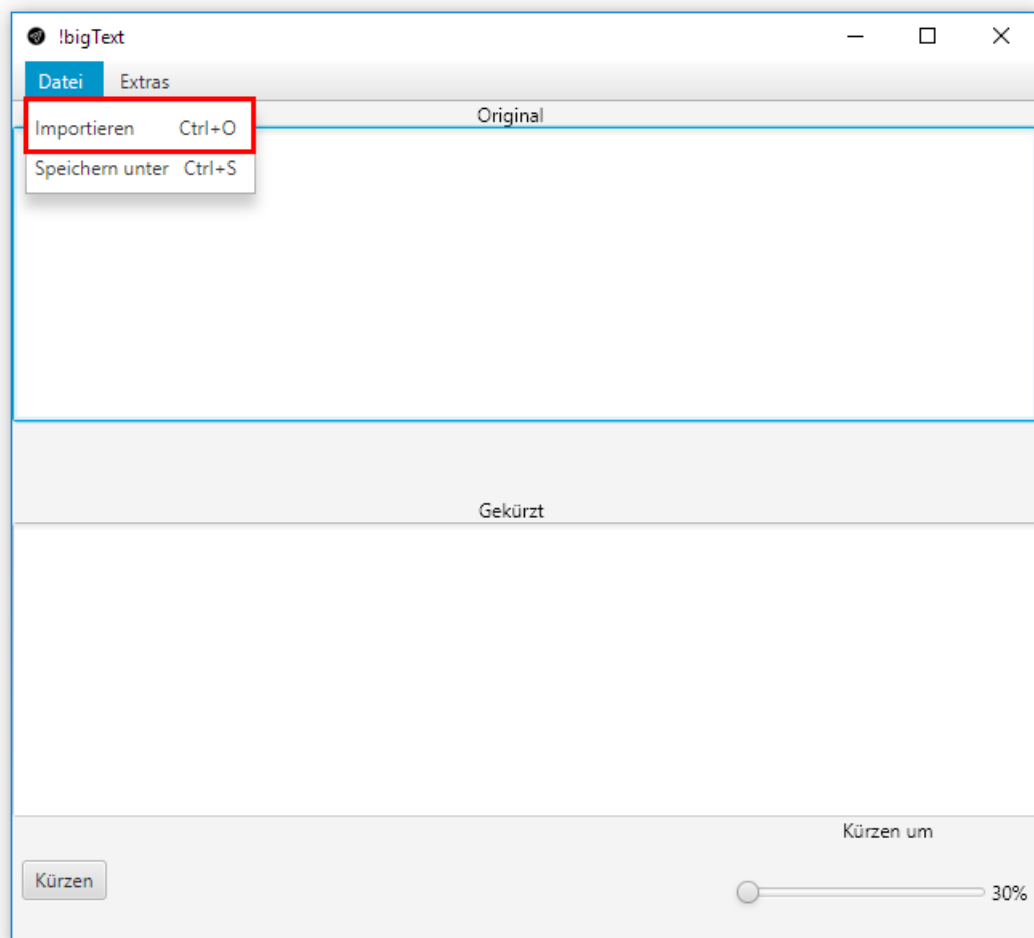 !bigText
Datei Extras
Original
Importieren Ctrl+O
Speichern unter Ctrl+S
Gekürzt
Kürzen um
Kürzen
30%